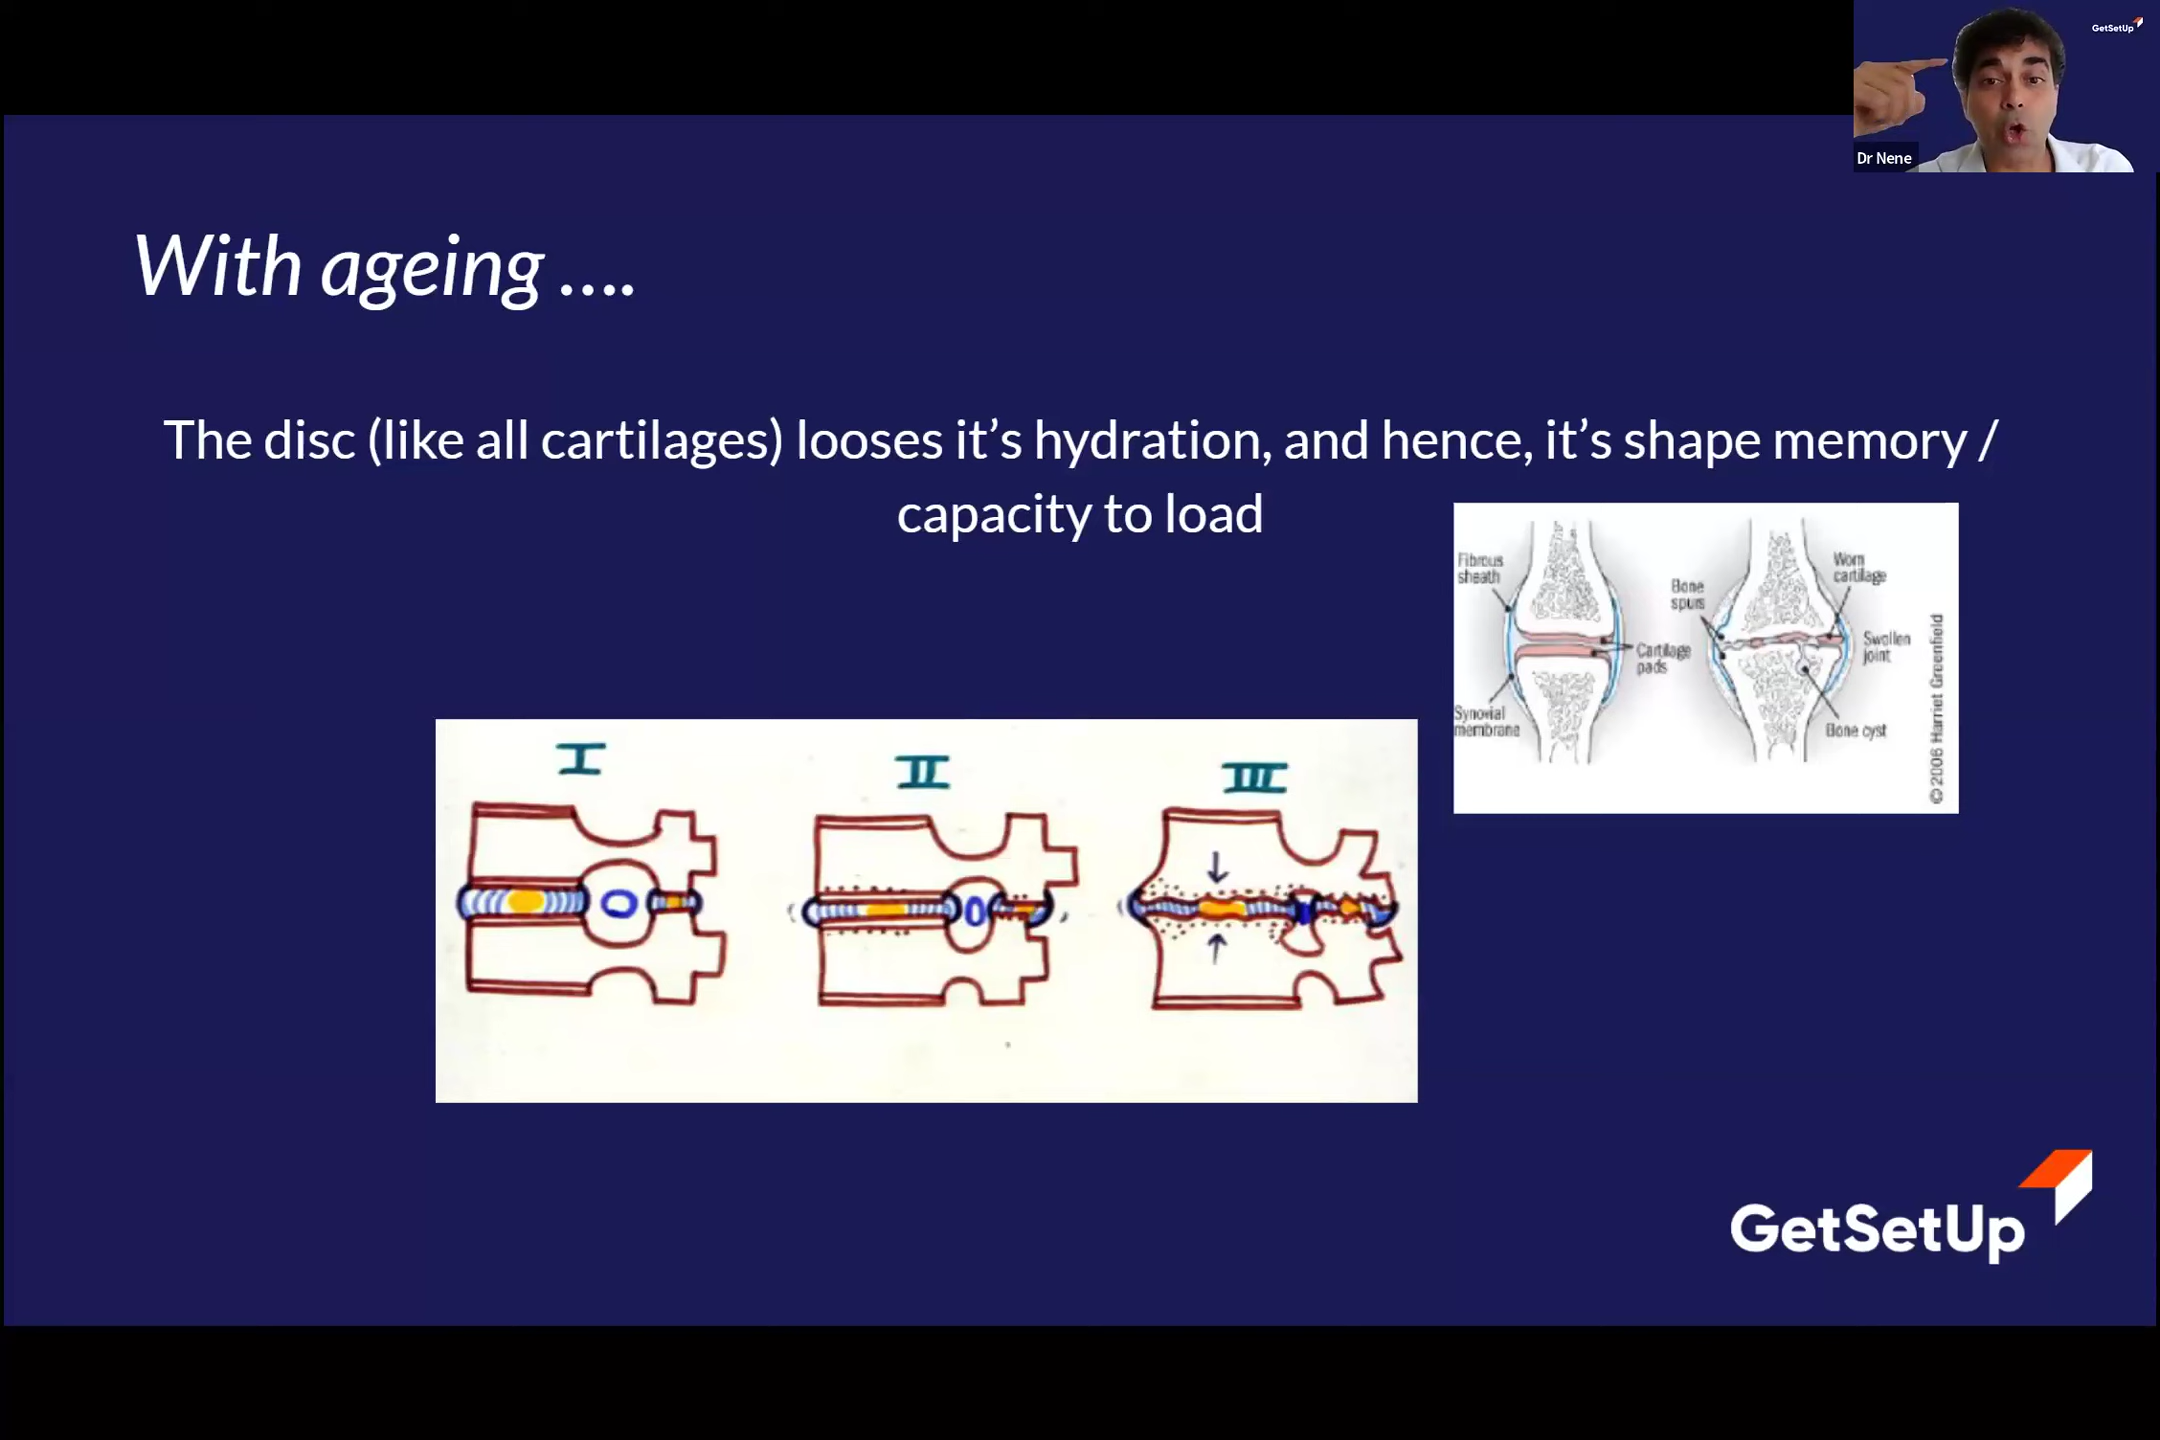 GetSetUp
Dr Nene
With ageing ....
The disc (like all cartilages) looses it’s hydration, and hence, it’s shape memory /
capacity to load
Fibrous
sheath
Synovial
membrane
Cartilage
pads
Bone
spurs
Worn
cartilage
Swollen
joint
Bone cyst
©2006 Harriet Greenfield
I
II
III
GetSetUp